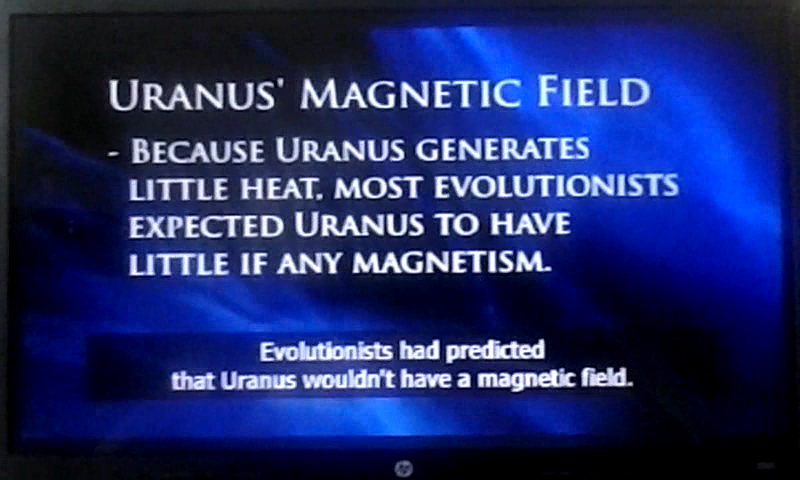 Uranus' Magnetic Field
- Because Uranus generates
little heat, most evolutionists
expected Uranus to have
little if any magnetism.
Evolutionists had predicted
that Uranus wouldn't have a magnetic field.
hp